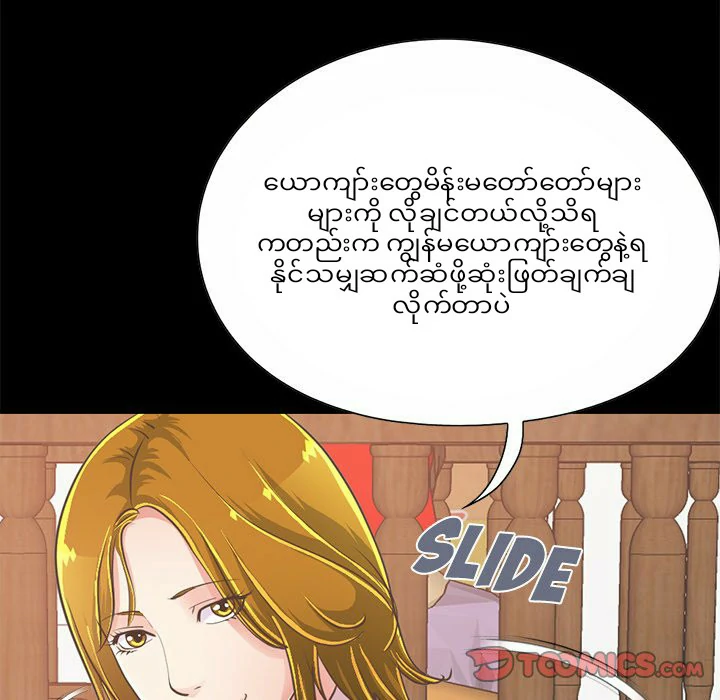 ယောကျာ်းတွေမိန်းမတော်တော်များ
များကို လိုချင်တယ်လို့သိရ
ကတည်းက ကျွန်မယောကျာ်းတွေနဲ့ရ
နိုင်သမျှဆက်ဆံဖို့ဆုံးဖြတ်ချက်ချ
လိုက်တာပဲ
SLIDE
TOOMICS.COM